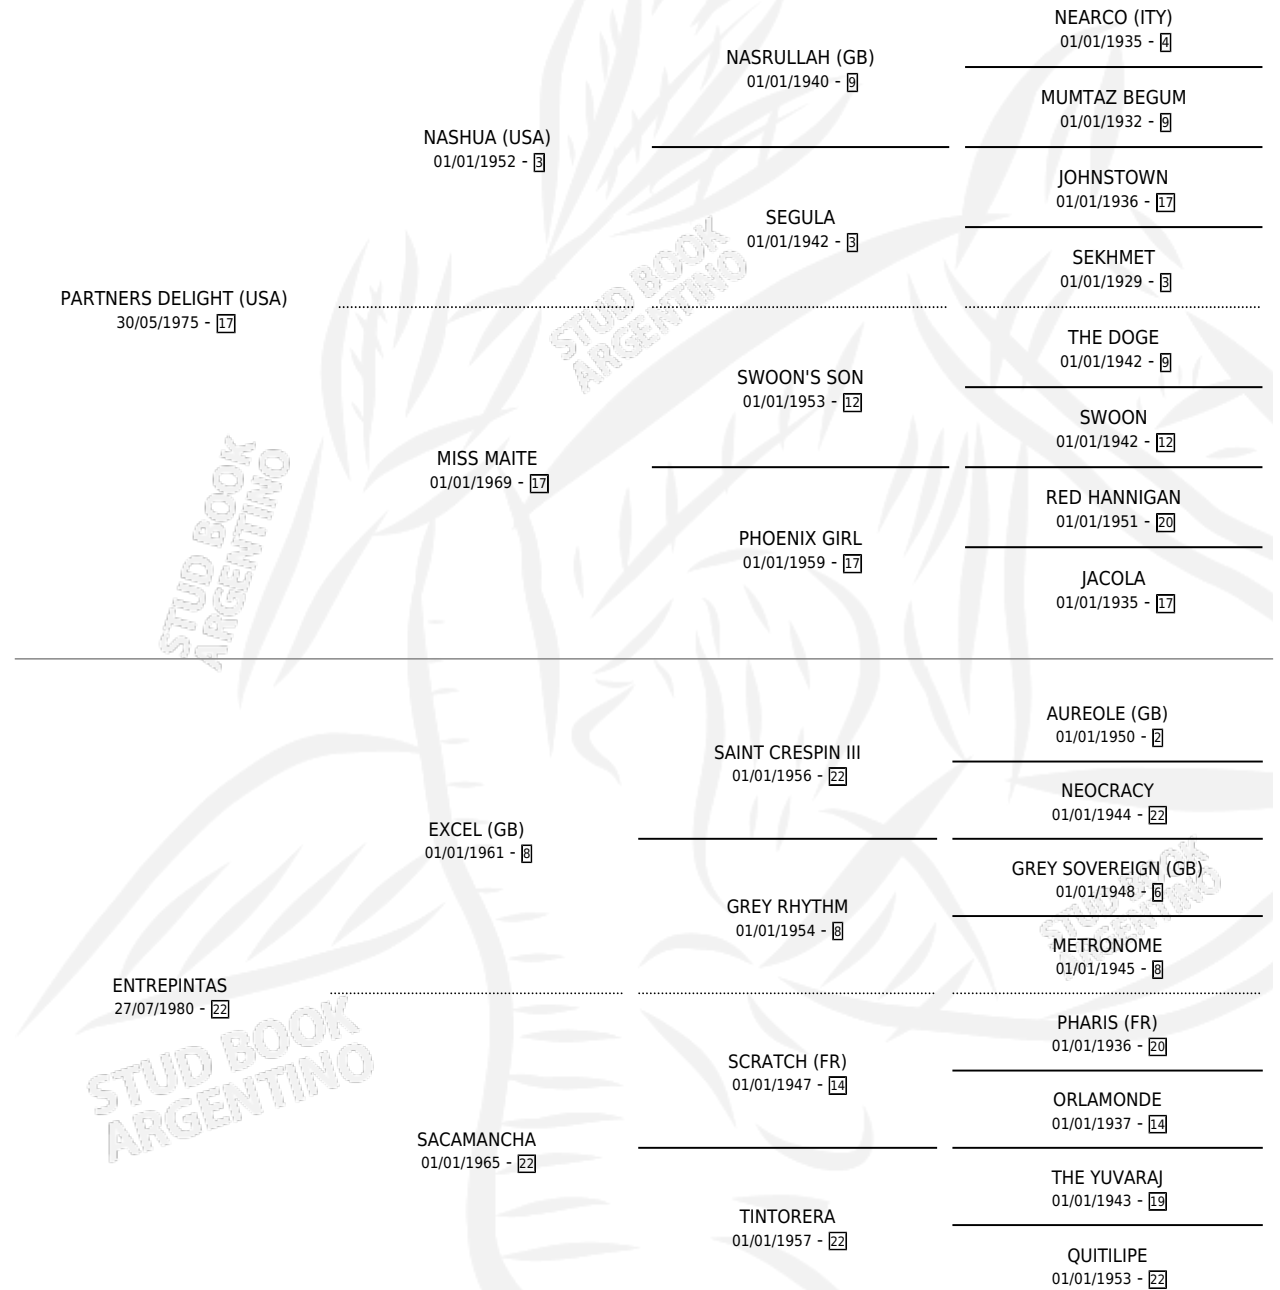 NEARCO (ITY)
01/01/1935 - 4
NASRULLAH (GB)
01/01/1940 - 9
MUMTAZ BEGUM
01/01/1932 - 9
NASHUA (USA)
01/01/1952 - 3
JOHNSTOWN
01/01/1936 - 17
SEGULA
01/01/1942 - 3
SEKHMET
01/01/1929 - 3
PARTNERS DELIGHT (USA)
30/05/1975 - 17
THE DOGE
01/01/1942 - 9
SWOON'S SON
01/01/1953 - 12
SWOON
01/01/1942 - 12
MISS MAITE
01/01/1969 - 17
RED HANNIGAN
01/01/1951 - 20
PHOENIX GIRL
01/01/1959 - 17
JACOLA
01/01/1935 - 17
STUD BOOK
ARGENTINO
STUD BOOK
ARGENTINO
AUREOLE (GB)
01/01/1950 - 2
SAINT CRESPIN III
01/01/1956 - 22
NEOCRACY
01/01/1944 - 22
EXCEL (GB)
01/01/1961 - 8
GREY SOVEREIGN (GB)
01/01/1948 - 6
GREY RHYTHM
01/01/1954 - 8
METRONOME
01/01/1945 - 8
ENTREPINTAS
27/07/1980 - 22
PHARIS (FR)
01/01/1936 - 20
SCRATCH (FR)
01/01/1947 - 14
ORLAMONDE
01/01/1937 - 14
SACAMANCHA
01/01/1965 - 22
THE YUVARAJ
01/01/1943 - 19
TINTORERA
01/01/1957 - 22
QUITILIPE
01/01/1953 - 22
STUD BOOK
ARGENTINO
STUD BOOK
ARGENTINO